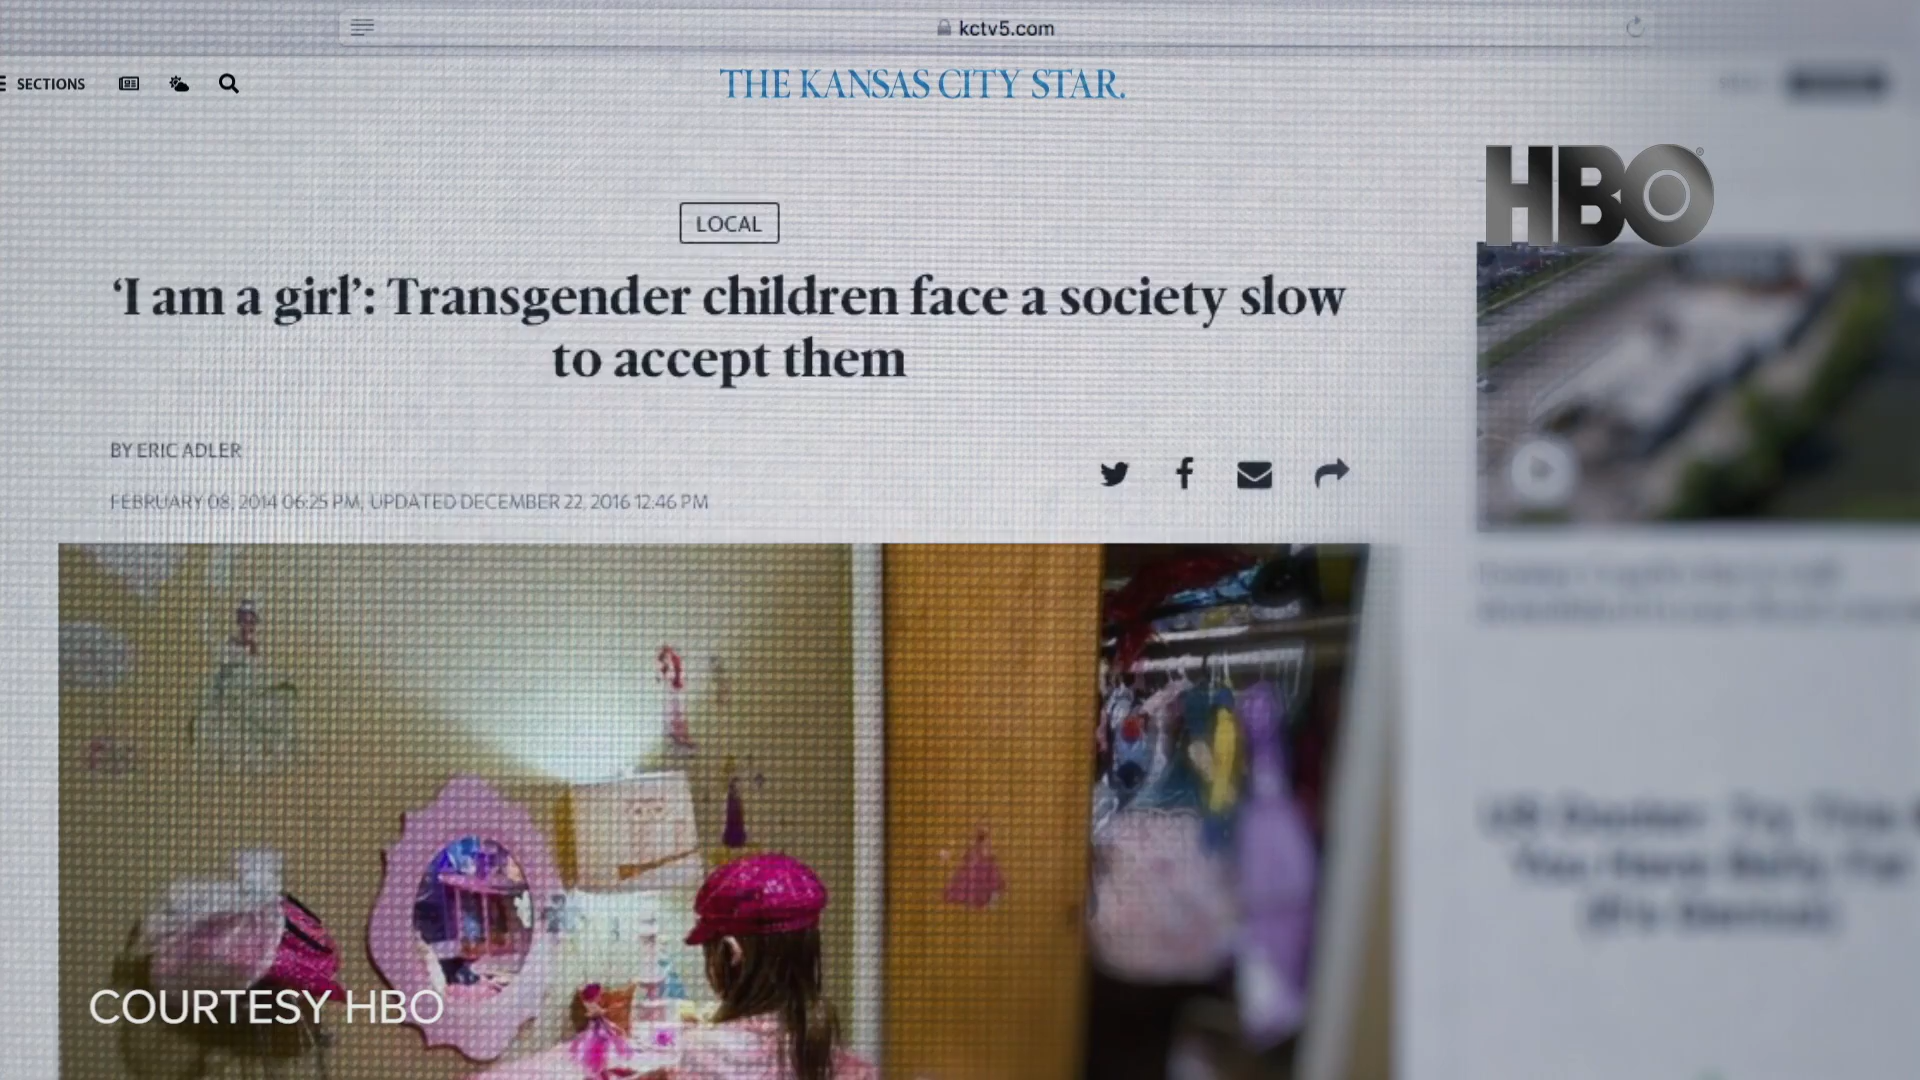 kctv5.com
SECTIONS
THE KANSAS CITY STAR.
HBO
LOCAL
‘I am a girl’: Transgender children face a society slow
to accept them
BY ERIC ADLER
FEBRUARY 08, 2014 06:25 PM, UPDATED DECEMBER 22, 2016 12:46 PM
COURTESY HBO